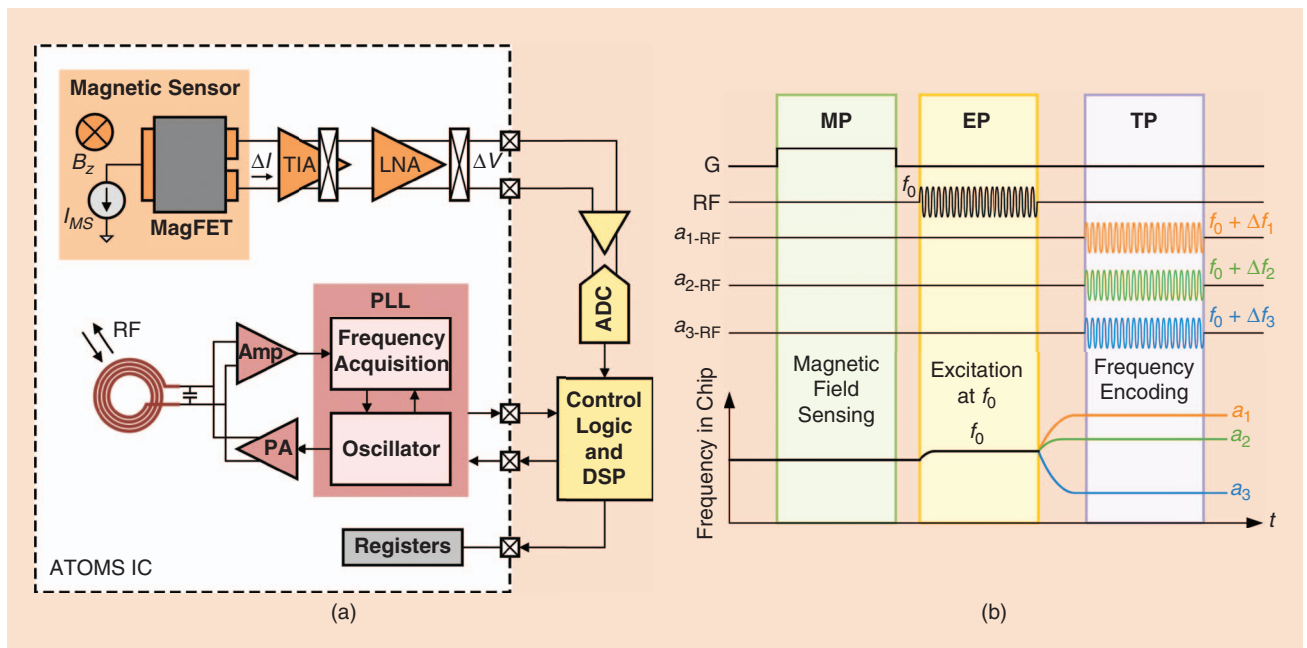 Magnetic Sensor
B_z
I_MS
MagFET
ΔI
TIA
LNA
ΔV
ADC
RF
Amp
PA
PLL
Frequency
Acquisition
Oscillator
Control
Logic
and
DSP
Registers
ATOMS IC
(a)
MP
EP
TP
G
RF
f_0
a_1-RF
f_0 + Δf_1
a_2-RF
f_0 + Δf_2
a_3-RF
f_0 + Δf_3
Magnetic
Field
Sensing
Excitation
at f_0
Frequency
Encoding
Frequency in Chip
f_0
a_1
a_2
a_3
t
(b)